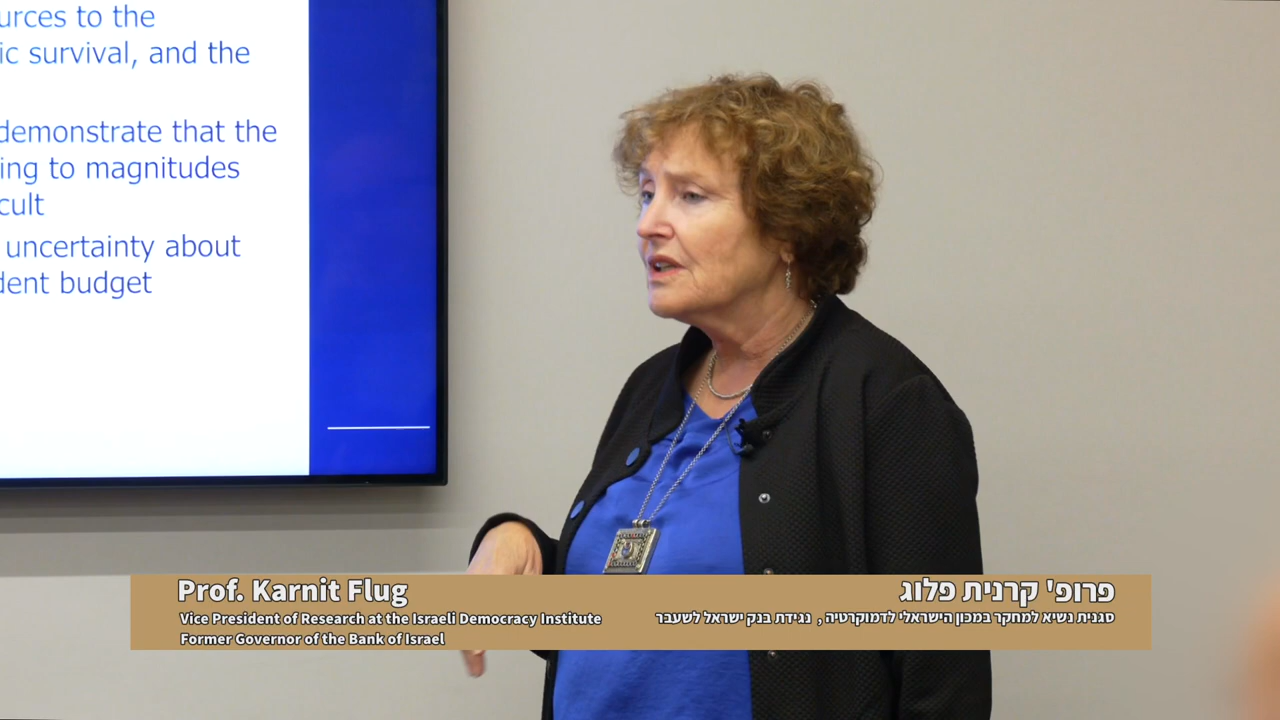 urces to the
ic survival, and the
demonstrate that the
ing to magnitudes
cult
uncertainty about
dent budget
Prof. Karnit Flug
Vice President of Research at the Israeli Democracy Institute
Former Governor of the Bank of Israel
פרופ' קרנית פלוג
סגנית נשיא למחקר במכון הישראלי לדמוקרטיה , נגידת בנק ישראל לשעבר